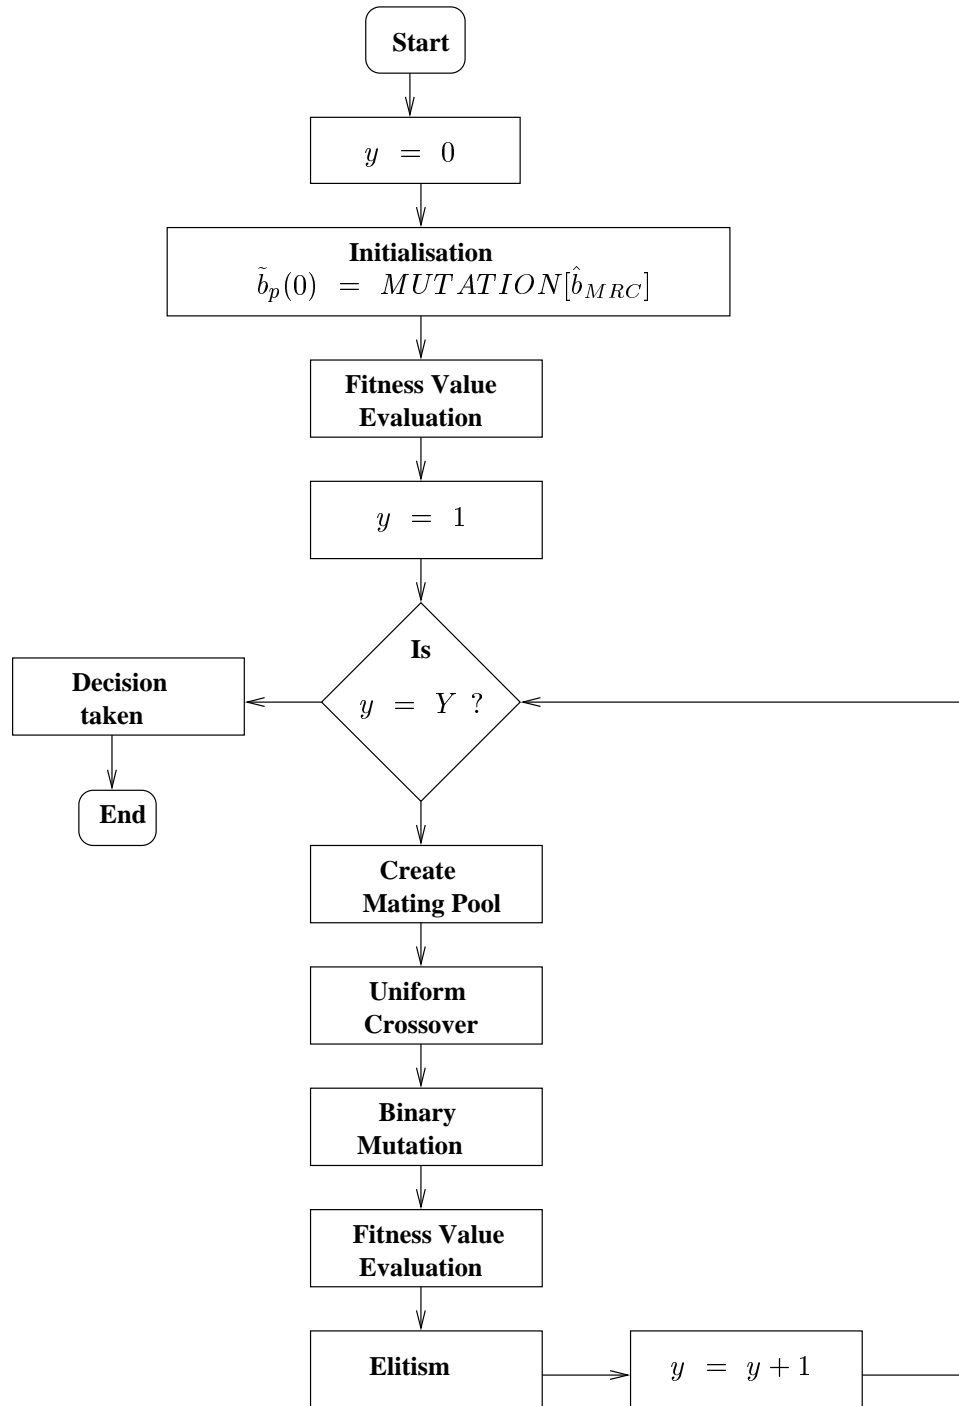 Start
y = 0
Initialisation
b̃_p(0) = MUTATION[b̂_MRC]
Fitness Value
Evaluation
y = 1
Is
y = Y ?
Decision
taken
End
Create
Mating Pool
Uniform
Crossover
Binary
Mutation
Fitness Value
Evaluation
Elitism
y = y + 1